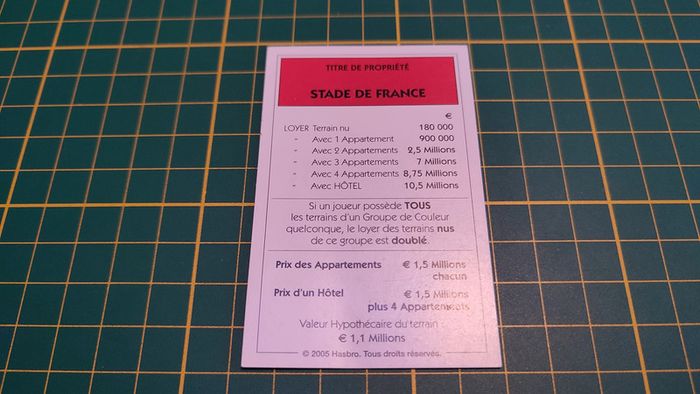 TITRE DE PROPRIÉTÉ
STADE DE FRANCE
€
LOYER Terrain nu 180 000
- Avec 1 Appartement 900 000
- Avec 2 Appartements 2,5 Millions
- Avec 3 Appartements 7 Millions
- Avec 4 Appartements 8,75 Millions
- Avec HÔTEL 10,5 Millions
Si un joueur possède TOUS
les terrains d'un Groupe de Couleur
quelconque, le loyer des terrains nus
de ce groupe est doublé.
Prix des Appartements € 1,5 Millions
chacun
Prix d'un Hôtel € 1,5 Millions
plus 4 Appartements
Valeur Hypothécaire du terrain :
€ 1,1 Millions
© 2005 Hasbro. Tous droits réservés.